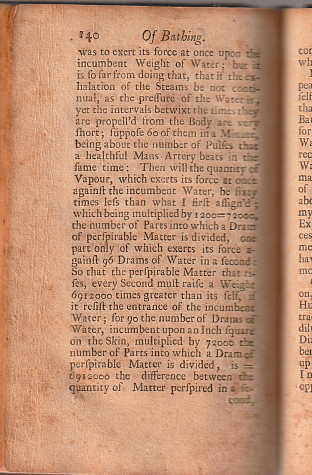 140 Of Bathing.
was to exert its force at once upon the
incumbent Weight of Water; but it
is so far from doing that, that if the ex-
halation of the Steams be not conti-
nual, as the preſſure of the Water is,
yet the intervals betwixt the times they
are propell'd from the Body are very
ſhort; ſuppoſe 60 of them in a Minute,
being about the number of Pulſes that
a healthful Mans Artery beats in the
ſame time: Then will the quantity of
Vapour, which exerts its force at once
againſt the incumbent Water, be ſixty
times leſs than what I firſt aſſign'd;
which being multiplied by 1200=72000,
the number of Parts into which a Dram
of perſpirable Matter is divided, one
part only of which exerts its force a-
gainſt 96 Drams of Water in a ſecond:
So that the perſpirable Matter that ri-
ſes, every Second muſt raiſe a Weight
6912000 times greater than its ſelf, if
it reſiſt the entrance of the incumbent
Water; for 90 the number of Drams of
Water, incumbent upon an Inch ſquare
on the Skin, multiplied by 72000 the
number of Parts into which a Dram of
perſpirable Matter is divided, is =
6912000 the difference between the
quantity of Matter perſpired in a ſe-
cond,